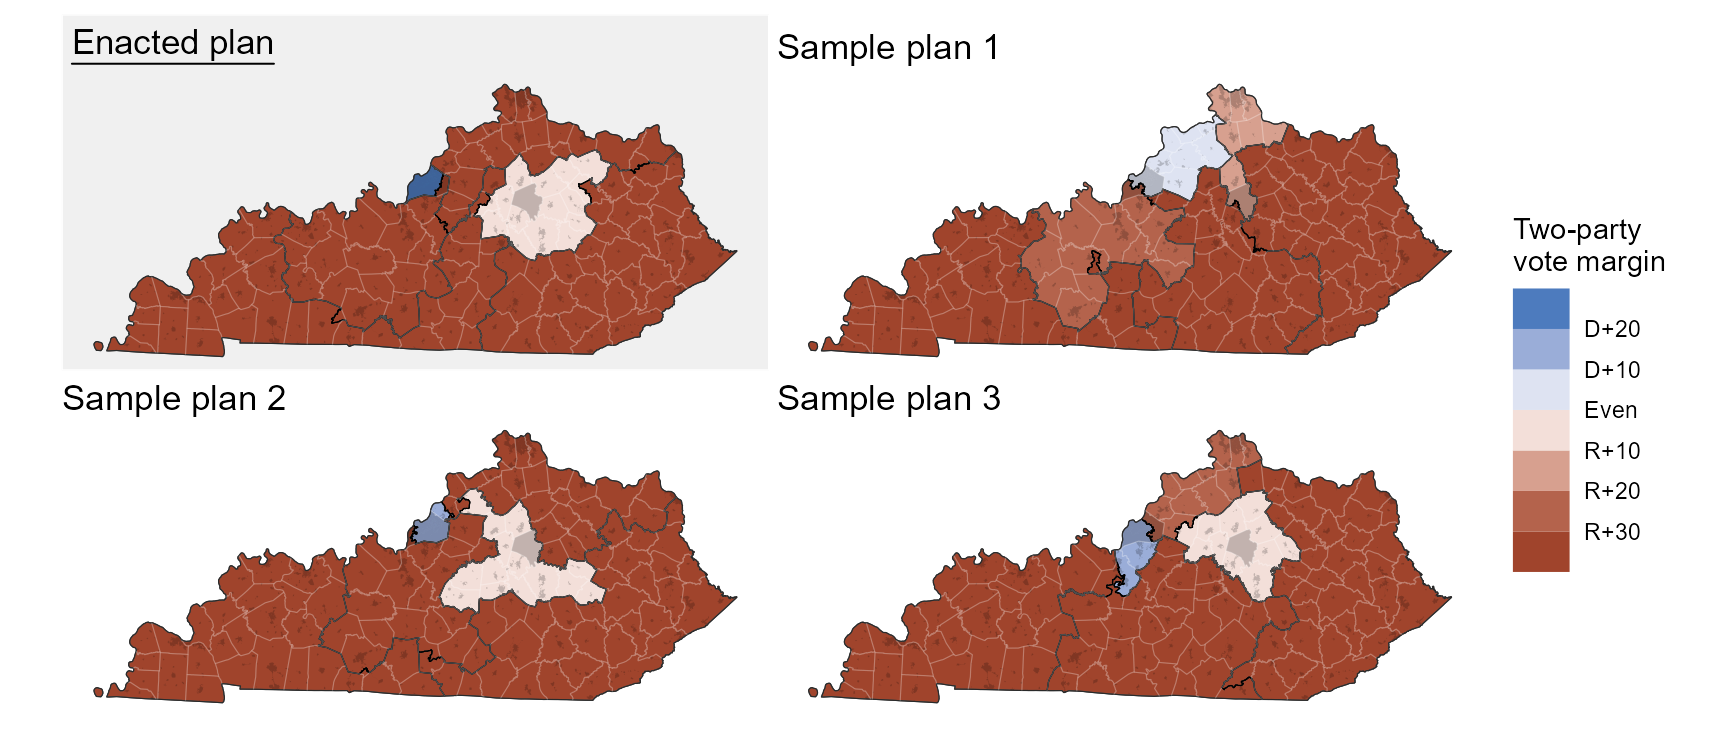 Enacted plan
Sample plan 1
Sample plan 2
Sample plan 3
Two-party
vote margin
D+20
D+10
Even
R+10
R+20
R+30